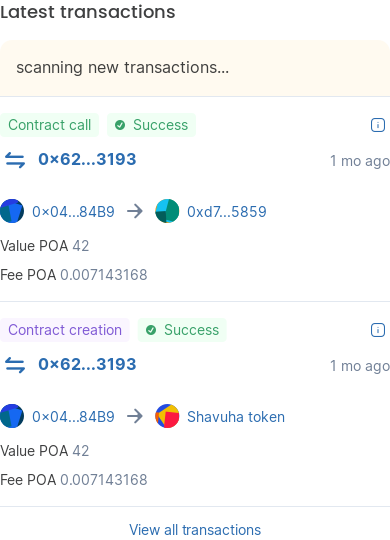 Latest transactions
scanning new transactions...
Contract call Success
0x62...3193 1 mo ago
0x04...84B9 → 0xd7...5859
Value POA 42
Fee POA 0.007143168
Contract creation Success
0x62...3193 1 mo ago
0x04...84B9 → Shavuha token
Value POA 42
Fee POA 0.007143168
View all transactions